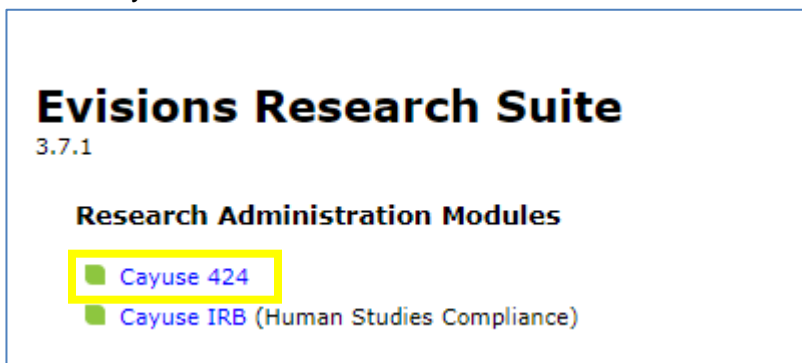 Evisions Research Suite
3.7.1
Research Administration Modules
Cayuse 424
Cayuse IRB (Human Studies Compliance)